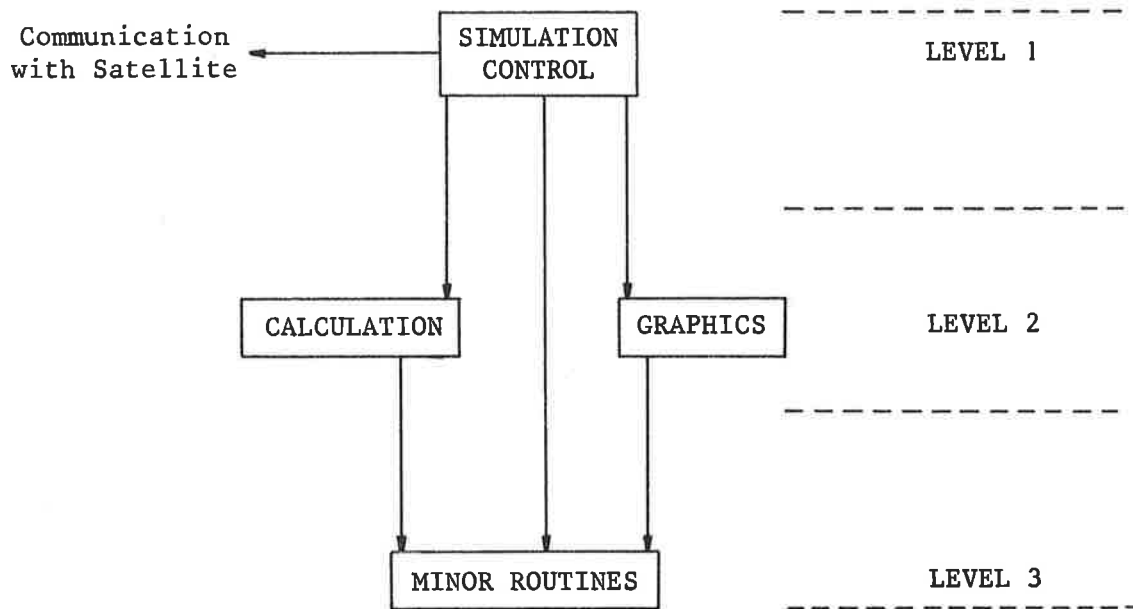 Communication
with Satellite
SIMULATION
CONTROL
LEVEL 1
CALCULATION
GRAPHICS
LEVEL 2
MINOR ROUTINES
LEVEL 3